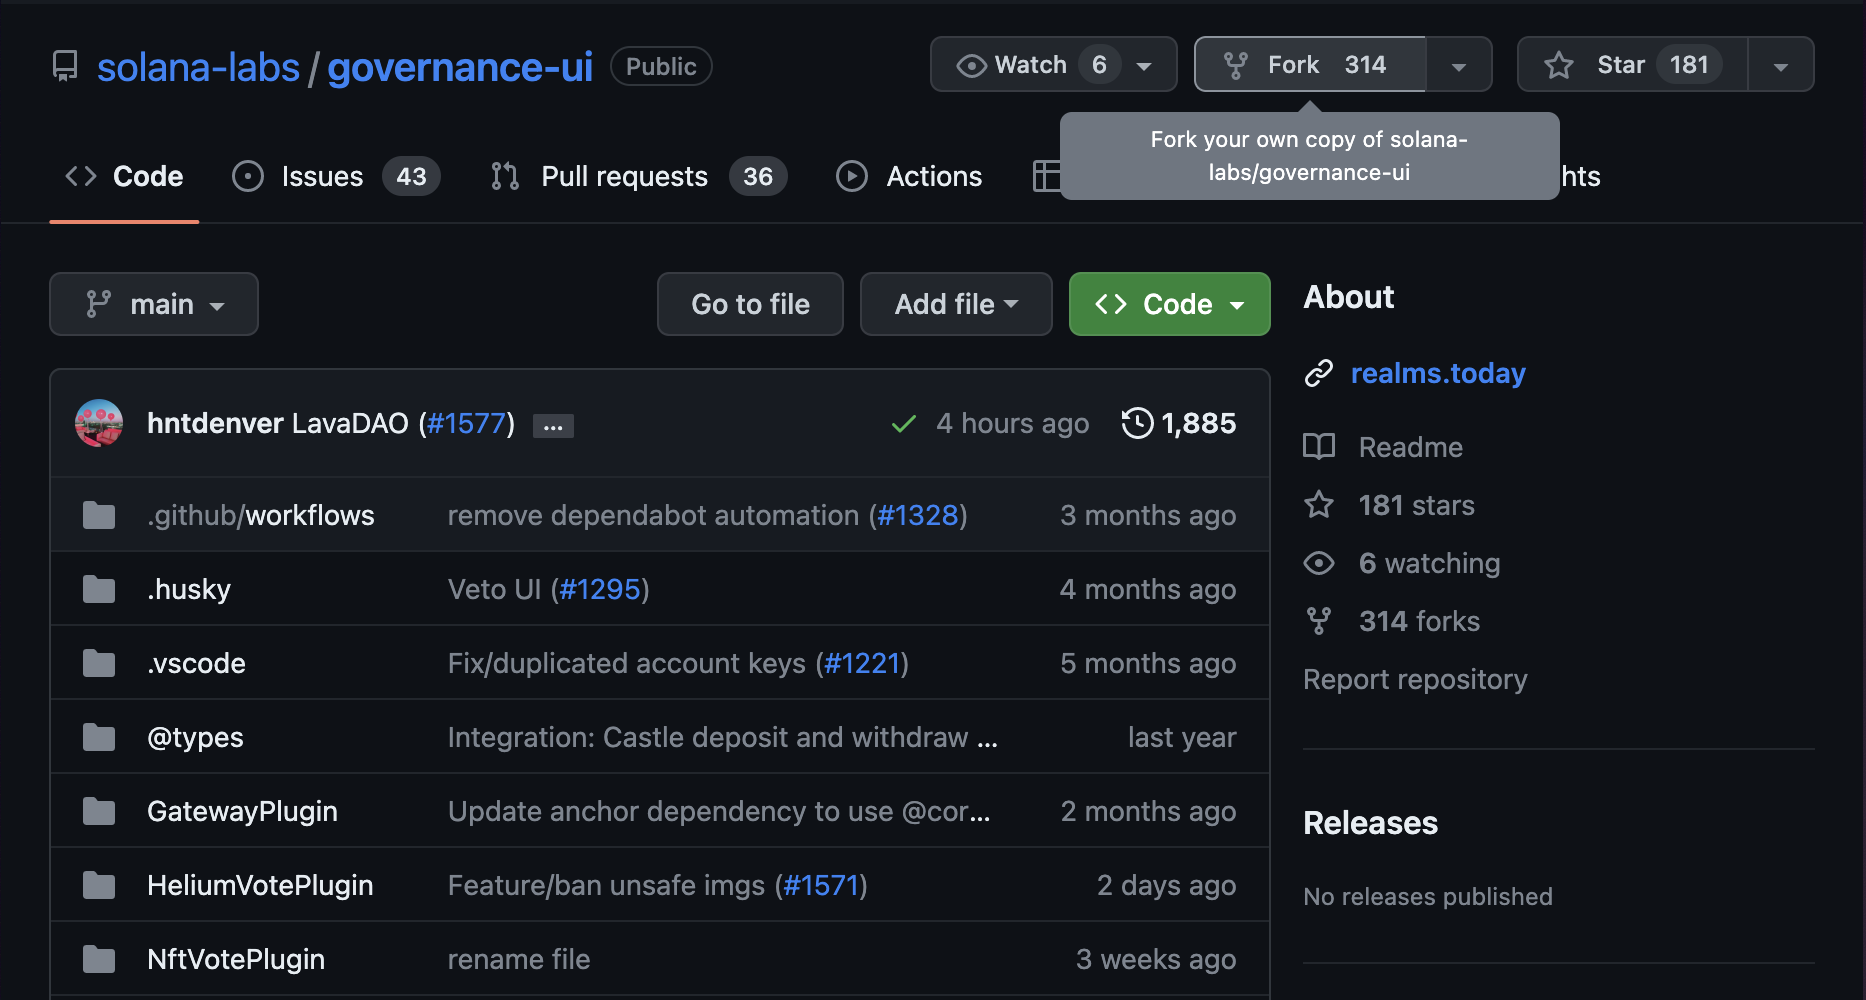 solana-labs / governance-ui Public Watch 6 Fork 314 Star 181
Fork your own copy of solana-
labs/governance-ui
Code Issues 43 Pull requests 36 Actions hts
main Go to file Add file Code
hntdenver LavaDAO (#1577) ... 4 hours ago 1,885
.github/workflows remove dependabot automation (#1328) 3 months ago
.husky Veto UI (#1295) 4 months ago
.vscode Fix/duplicated account keys (#1221) 5 months ago
@types Integration: Castle deposit and withdraw ... last year
GatewayPlugin Update anchor dependency to use @cor... 2 months ago
HeliumVotePlugin Feature/ban unsafe imgs (#1571) 2 days ago
NftVotePlugin rename file 3 weeks ago
About
realms.today
Readme
181 stars
6 watching
314 forks
Report repository
Releases
No releases published